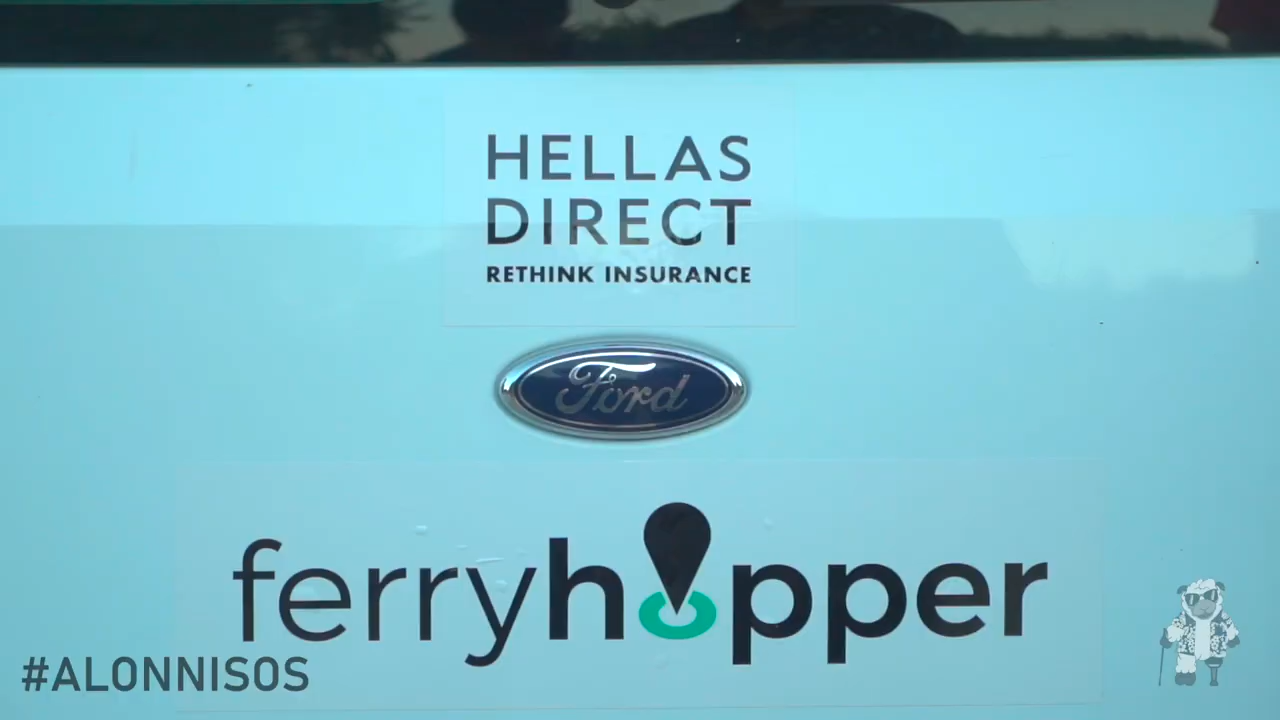 HELLAS
DIRECT
RETHINK INSURANCE
Ford
ferryhopper
#ALONNISOS